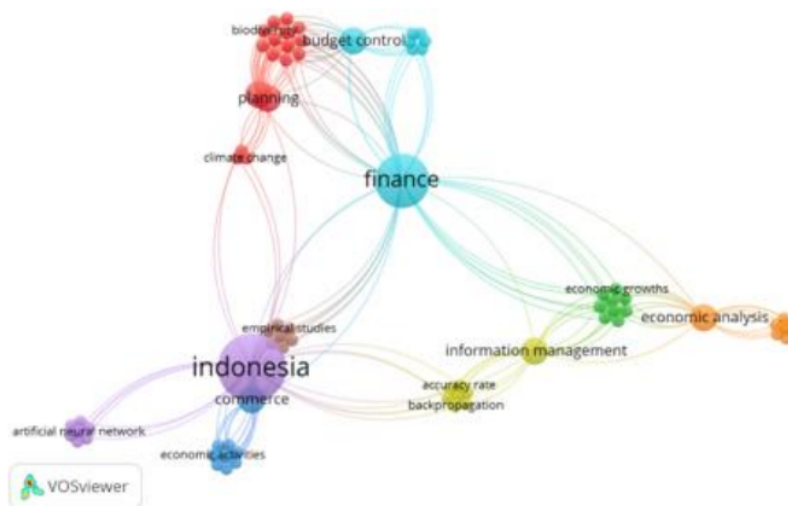 biodiversity
budget control
planning
climate change
finance
economic growths
economic analysis
empirical studies
information management
indonesia
accuracy rate
commerce
backpropagation
artificial neural network
economic activities
VOSviewer